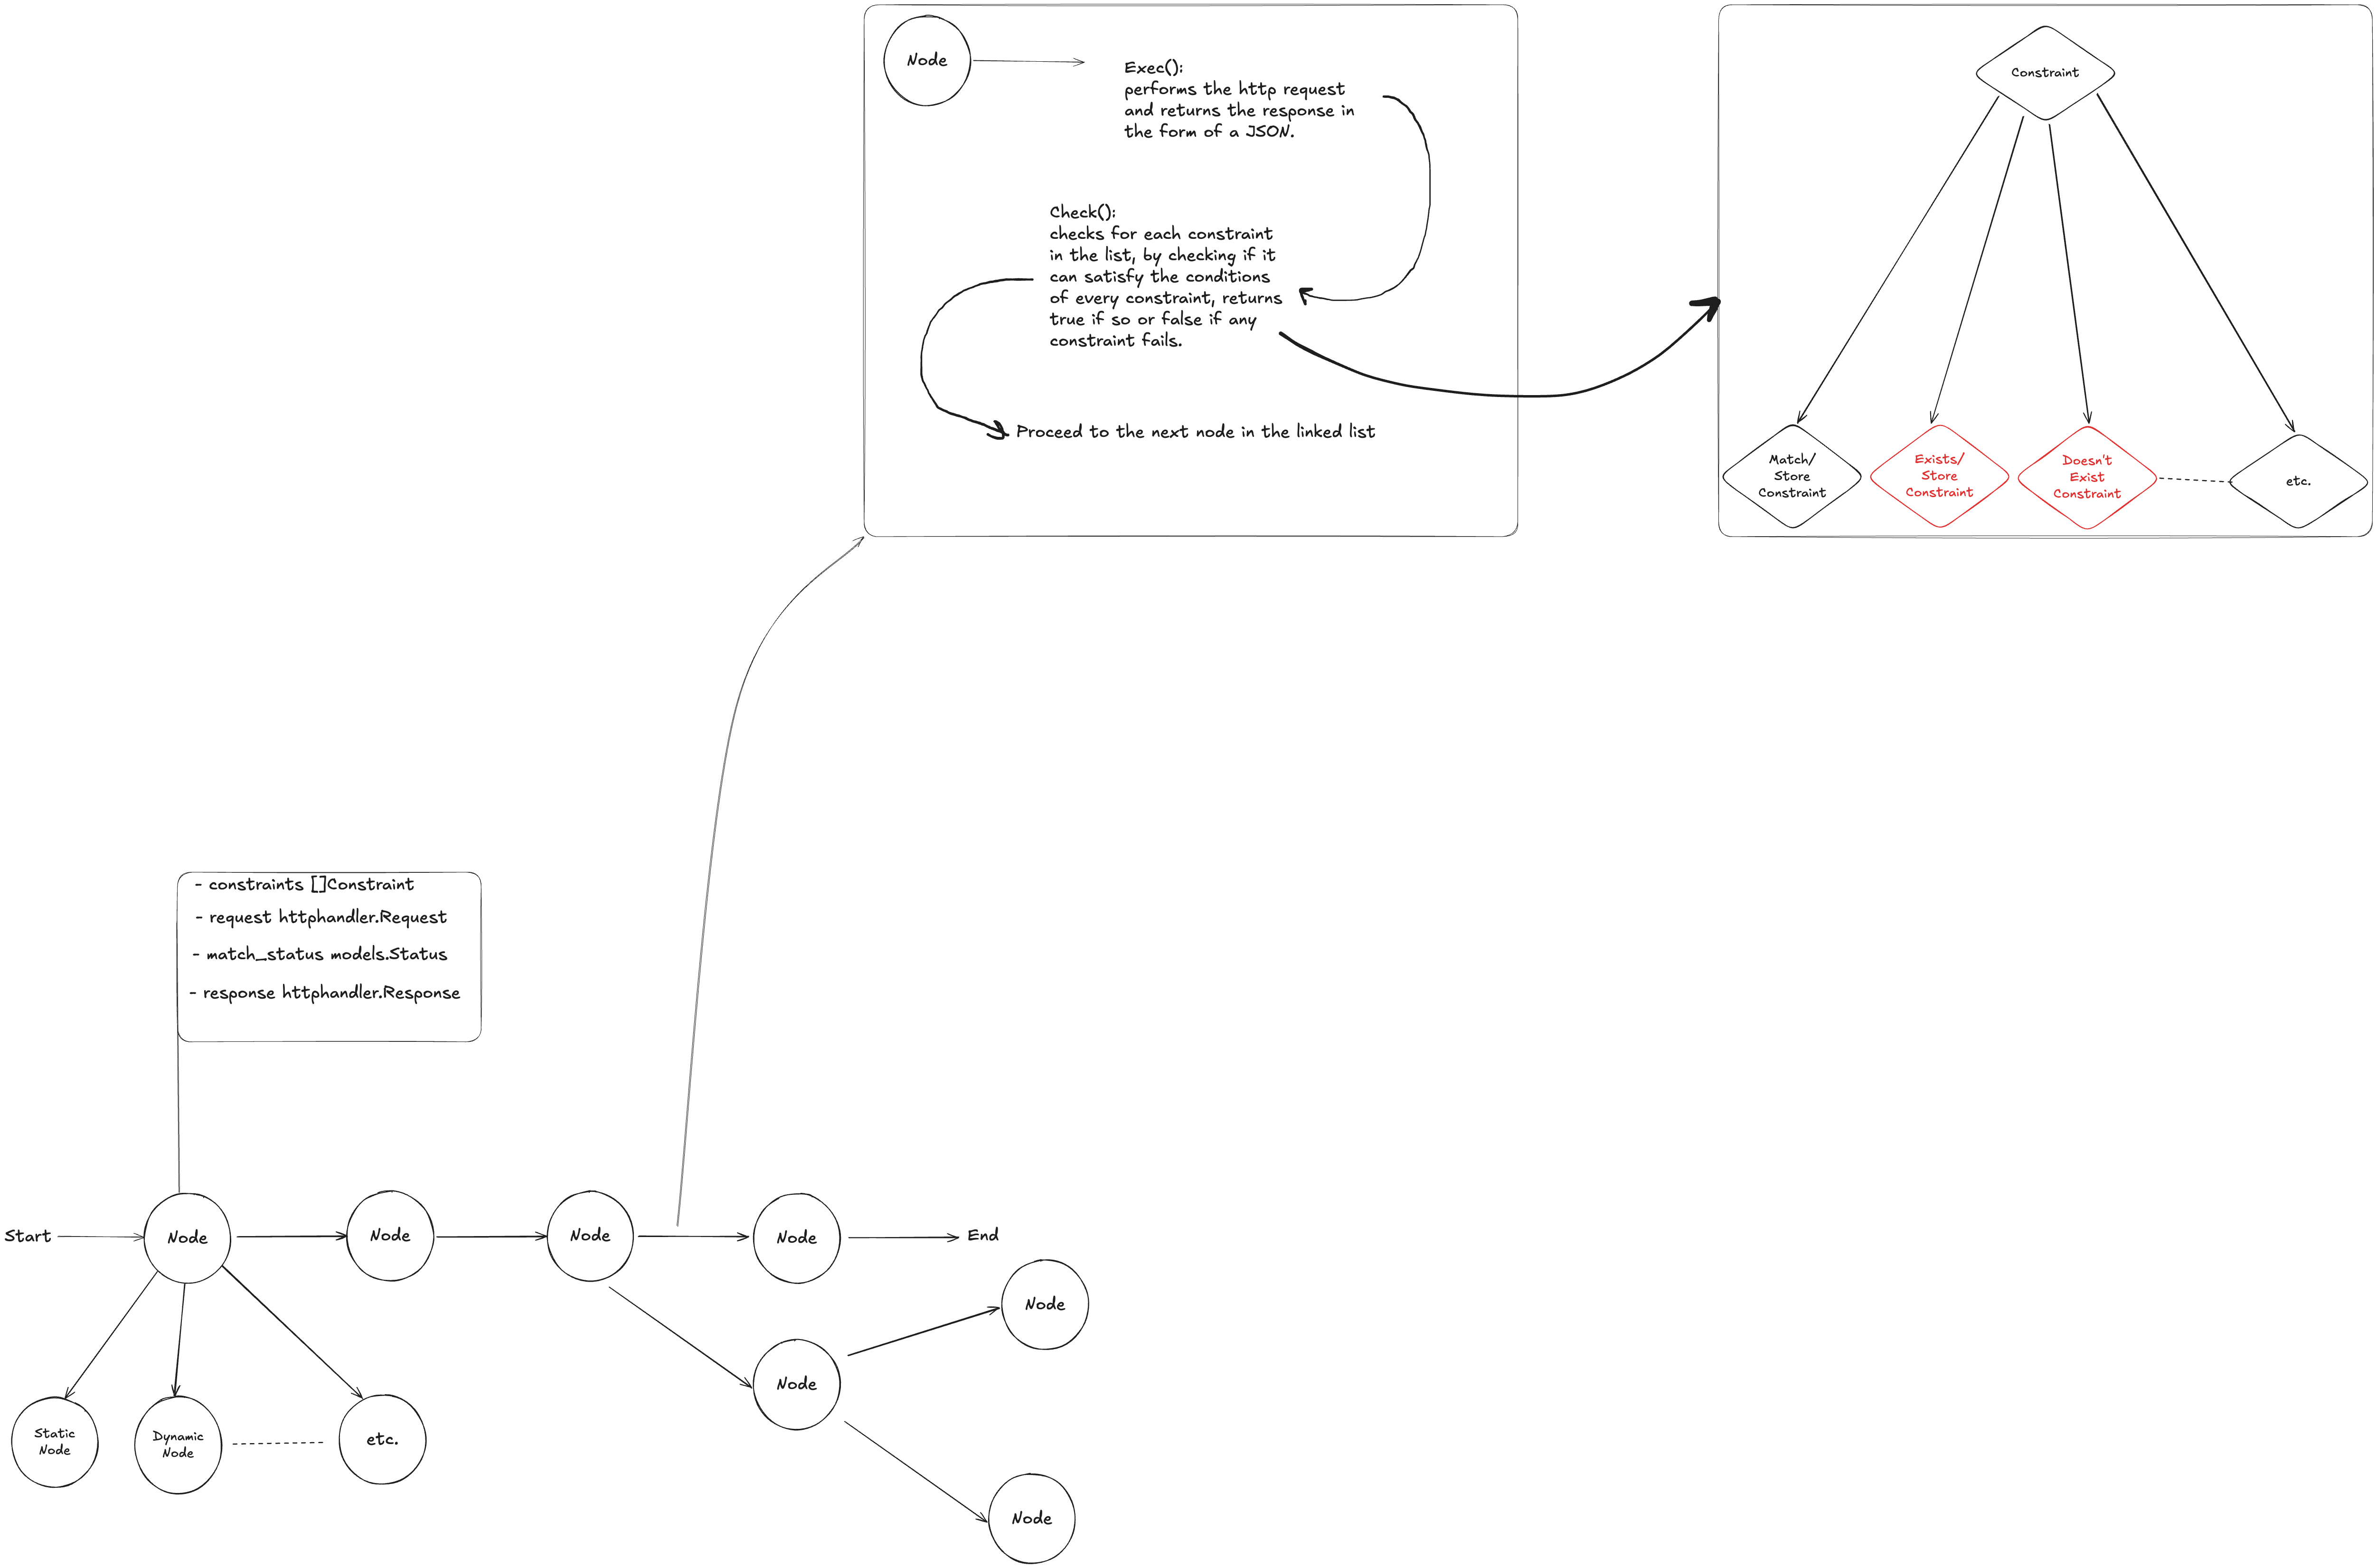 Node
Exec():
performs the http request
and returns the response in
the form of a JSON.
Check():
checks for each constraint
in the list, by checking if it
can satisfy the conditions
of every constraint, returns
true if so or false if any
constraint fails.
Proceed to the next node in the linked list
Constraint
Match/
Store
Constraint
Exists/
Store
Constraint
Doesn't
Exist
Constraint
etc.
- constraints []Constraint
- request httphandler.Request
- match_status models.Status
- response httphandler.Response
Start
Node
Node
Node
Node
End
Node
Node
Node
Static
Node
Dynamic
Node
etc.